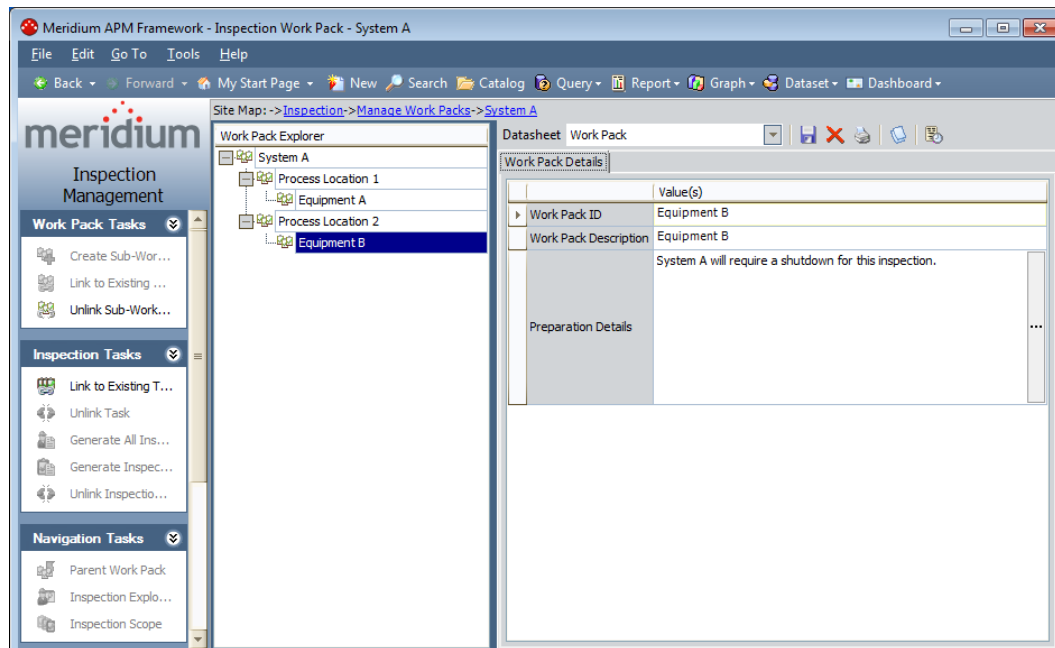 Meridium APM Framework - Inspection Work Pack - System A
File Edit Go To Tools Help
Back Forward My Start Page New Search Catalog Query Report Graph Dataset Dashboard
meridium
Inspection
Management
Work Pack Tasks
Create Sub-Wor...
Link to Existing ...
Unlink Sub-Work...
Inspection Tasks
Link to Existing T...
Unlink Task
Generate All Ins...
Generate Inspec...
Unlink Inspectio...
Navigation Tasks
Parent Work Pack
Inspection Explo...
Inspection Scope
Site Map: ->Inspection->Manage Work Packs->System A
Work Pack Explorer
System A
Process Location 1
Equipment A
Process Location 2
Equipment B
Datasheet Work Pack
Work Pack Details
Value(s)
Work Pack ID Equipment B
Work Pack Description Equipment B
Preparation Details System A will require a shutdown for this inspection.
...